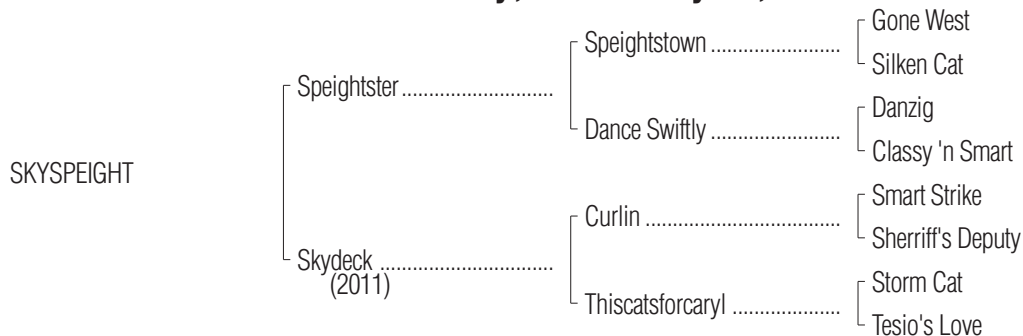 Gone West
Speightstown ........................
Silken Cat
Speightster ............................
Danzig
Dance Swiftly ........................
Classy 'n Smart
SKYSPEIGHT
Smart Strike
Curlin ....................................
Sherriff's Deputy
Skydeck ................................
(2011)
Storm Cat
Thiscatsforcaryl ....................
Tesio's Love